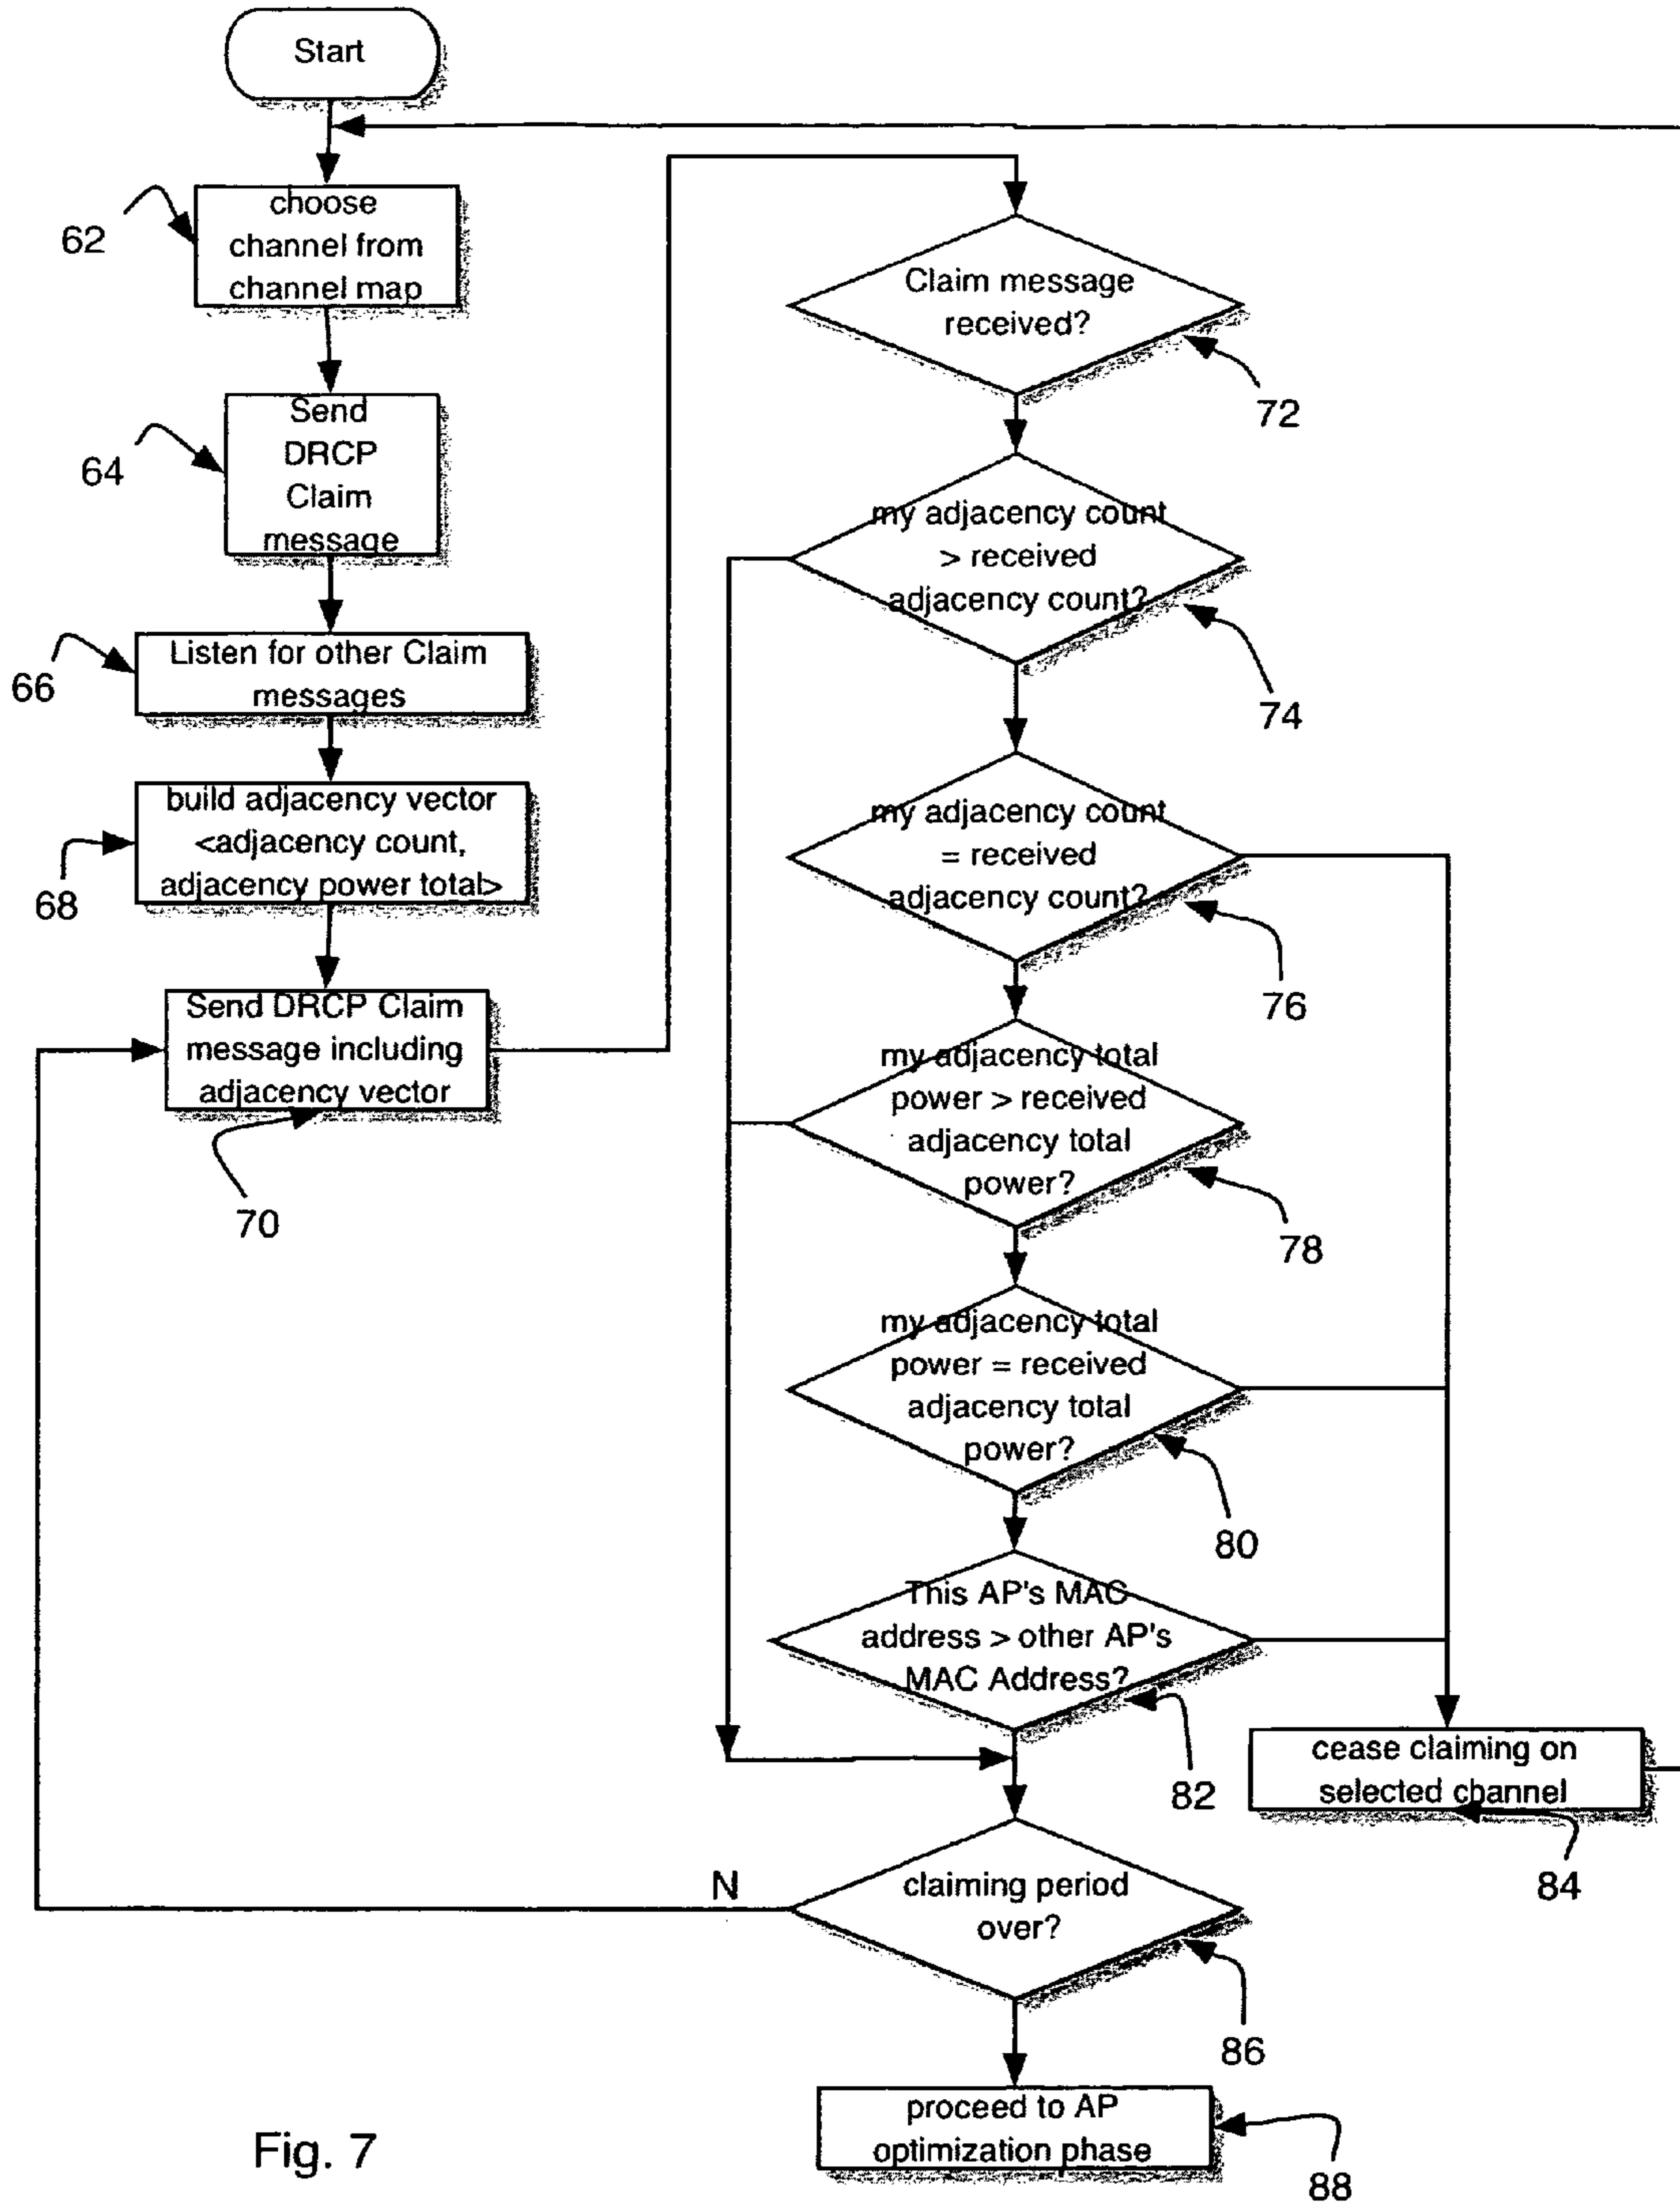 Start
choose
channel from
channel map
62
Send
DRCP
Claim
message
64
Listen for other Claim
messages
66
build adjacency vector
<adjacency count,
adjacency power total>
68
Send DRCP Claim
message including
adjacency vector
70
Claim message
received?
72
my adjacency count
> received
adjacency count?
74
my adjacency count
= received
adjacency count?
76
my adjacency total
power > received
adjacency total
power?
78
my adjacency total
power = received
adjacency total
power?
80
This AP's MAC
address > other AP's
MAC Address?
82
cease claiming on
selected channel
84
N
claiming period
over?
86
proceed to AP
optimization phase
88
Fig. 7